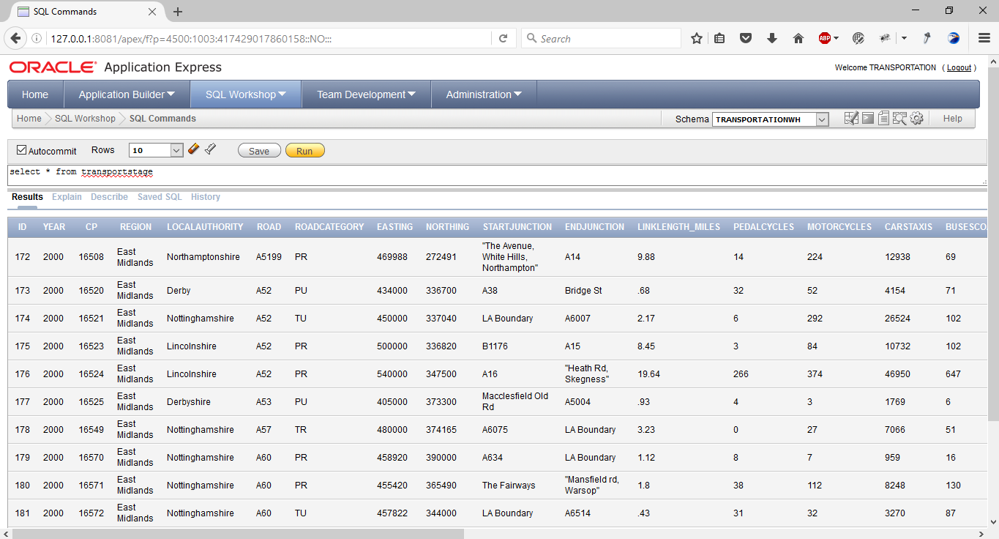 SQL Commands
127.0.0.1:8081/apex/f?p=4500:1003:417429017860158::NO:::
Search
ABP
ORACLE Application Express
Welcome TRANSPORTATION ( Logout )
Home Application Builder SQL Workshop Team Development Administration
Home SQL Workshop SQL Commands Schema TRANSPORTATIONWH Help
Autocommit Rows 10 Save Run
select * from transportstage
Results Explain Describe Saved SQL History
ID YEAR CP REGION LOCALAUTHORITY ROAD ROADCATEGORY EASTING NORTHING STARTJUNCTION ENDJUNCTION LINKLENGTH_MILES PEDALCYCLES MOTORCYCLES CARSTAXIS BUSESCO
172 2000 16508 East Midlands Northamptonshire A5199 PR 469988 272491 "The Avenue, White Hills, Northampton" A14 9.88 14 224 12938 69
173 2000 16520 East Midlands Derby A52 PU 434000 336700 A38 Bridge St .68 32 52 4154 71
174 2000 16521 East Midlands Nottinghamshire A52 TU 450000 337040 LA Boundary A6007 2.17 6 292 26524 102
175 2000 16523 East Midlands Lincolnshire A52 PR 500000 336820 B1176 A15 8.45 3 84 10732 102
176 2000 16524 East Midlands Lincolnshire A52 PR 540000 347500 A16 "Heath Rd, Skegness" 19.64 266 374 46950 647
177 2000 16525 East Midlands Derbyshire A53 PU 405000 373300 Macclesfield Old Rd A5004 .93 4 3 1769 6
178 2000 16549 East Midlands Nottinghamshire A57 TR 480000 374165 A6075 LA Boundary 3.23 0 27 7066 51
179 2000 16570 East Midlands Nottinghamshire A60 PR 458920 390000 A634 LA Boundary 1.12 8 7 959 16
180 2000 16571 East Midlands Nottinghamshire A60 PR 455420 365490 The Fairways "Mansfield rd, Warsop" 1.8 38 112 8248 130
181 2000 16572 East Midlands Nottinghamshire A60 TU 457822 344000 LA Boundary A6514 .43 31 32 3270 87